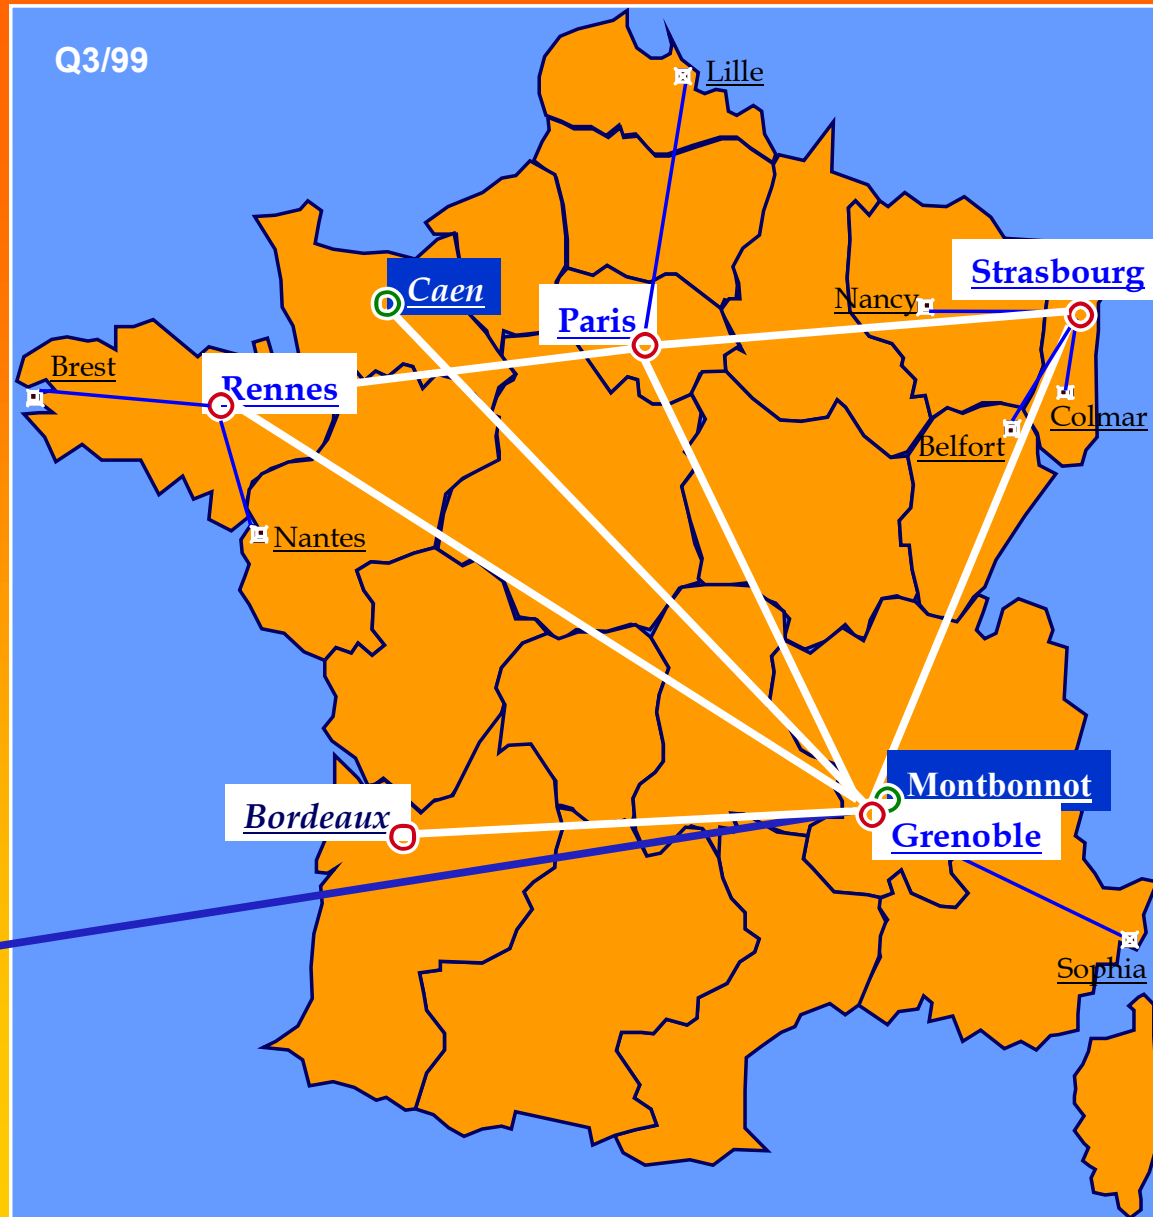 Q3/99
Lille
Strasbourg
Caen
Nancy
Paris
Brest
Rennes
Colmar
Belfort
Nantes
Montbonnot
Bordeaux
Grenoble
Sophia